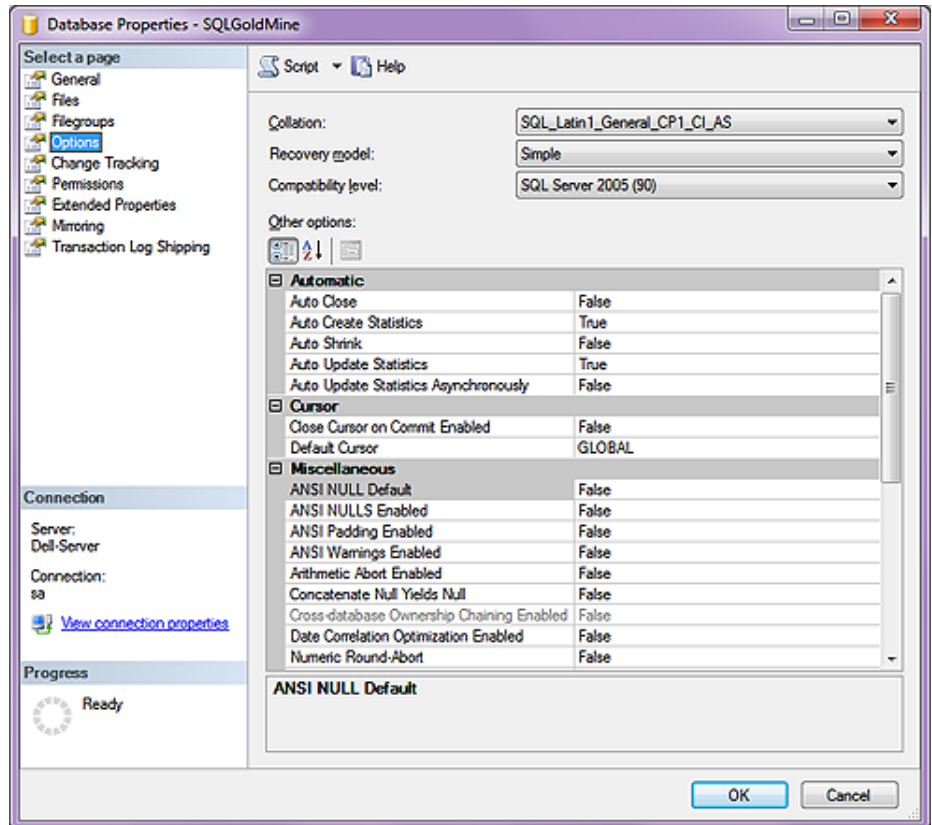 Database Properties - SQLGoldMine
Select a page
General
Files
Filegroups
Options
Change Tracking
Permissions
Extended Properties
Mirroring
Transaction Log Shipping
Script Help
Collation: SQL_Latin1_General_CP1_CI_AS
Recovery model: Simple
Compatibility level: SQL Server 2005 (90)
Other options:
Automatic
Auto Close False
Auto Create Statistics True
Auto Shrink False
Auto Update Statistics True
Auto Update Statistics Asynchronously False
Cursor
Close Cursor on Commit Enabled False
Default Cursor GLOBAL
Miscellaneous
ANSI NULL Default False
ANSI NULLS Enabled False
ANSI Padding Enabled False
ANSI Warnings Enabled False
Arithmetic Abort Enabled False
Concatenate Null Yields Null False
Cross-database Ownership Chaining Enabled False
Date Correlation Optimization Enabled False
Numeric Round-Abort False
ANSI NULL Default
Connection
Server:
Dell-Server
Connection:
sa
View connection properties
Progress
Ready
OK Cancel